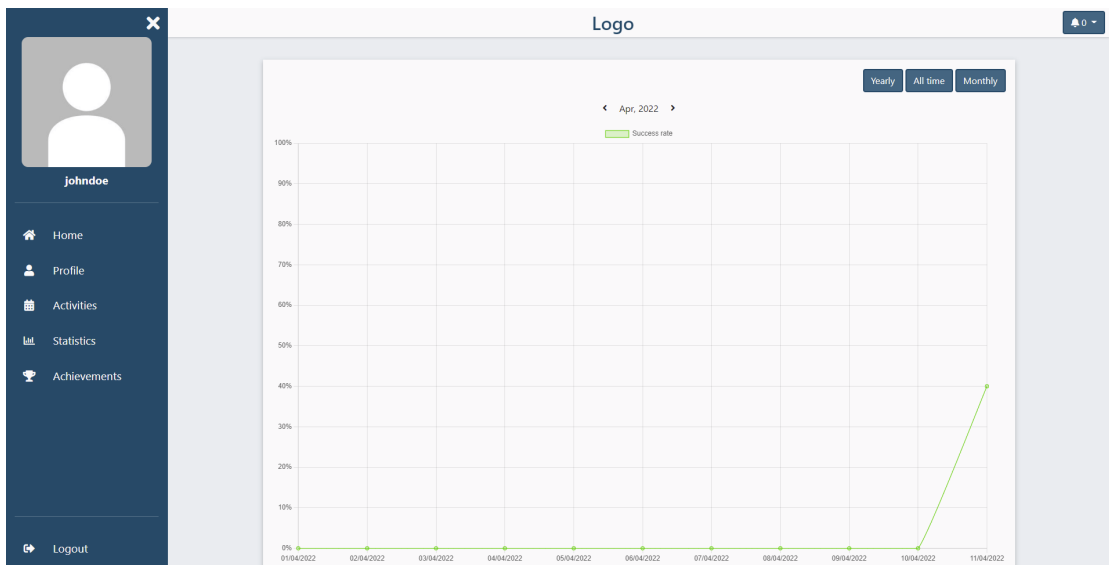 Logo
0
johndoe
Home
Profile
Activities
Statistics
Achievements
Logout
Yearly All time Monthly
Apr, 2022
Success rate
100%
90%
80%
70%
60%
50%
40%
30%
20%
10%
0%
01/04/2022 02/04/2022 03/04/2022 04/04/2022 05/04/2022 06/04/2022 07/04/2022 08/04/2022 09/04/2022 10/04/2022 11/04/2022